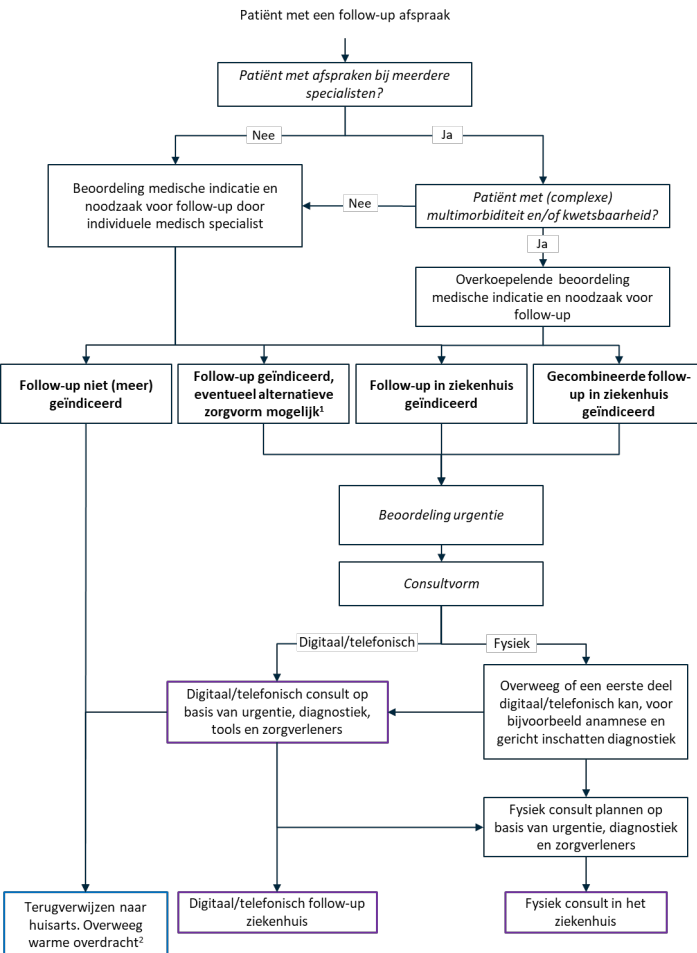 Patiënt met een follow-up afspraak
Patiënt met afspraken bij meerdere
specialisten?
Nee
Ja
Beoordeling medische indicatie en
noodzaak voor follow-up door
individuele medisch specialist
Nee
Patiënt met (complexe)
multimorbiditeit en/of kwetsbaarheid?
Ja
Overkoepelende beoordeling
medische indicatie en noodzaak voor
follow-up
Follow-up niet (meer)
geïndiceerd
Follow-up geïndiceerd,
eventueel alternatieve
zorgvorm mogelijk¹
Follow-up in ziekenhuis
geïndiceerd
Gecombineerde follow-
up in ziekenhuis
geïndiceerd
Beoordeling urgentie
Consultvorm
Digitaal/telefonisch
Fysiek
Digitaal/telefonisch consult op
basis van urgentie, diagnostiek,
tools en zorgverleners
Overweeg of een eerste deel
digitaal/telefonisch kan, voor
bijvoorbeeld anamnese en
gericht inschatten diagnostiek
Fysiek consult plannen op
basis van urgentie, diagnostiek
en zorgverleners
Terugverwijzen naar
huisarts. Overweeg
warme overdracht²
Digitaal/telefonisch follow-up
ziekenhuis
Fysiek consult in het
ziekenhuis